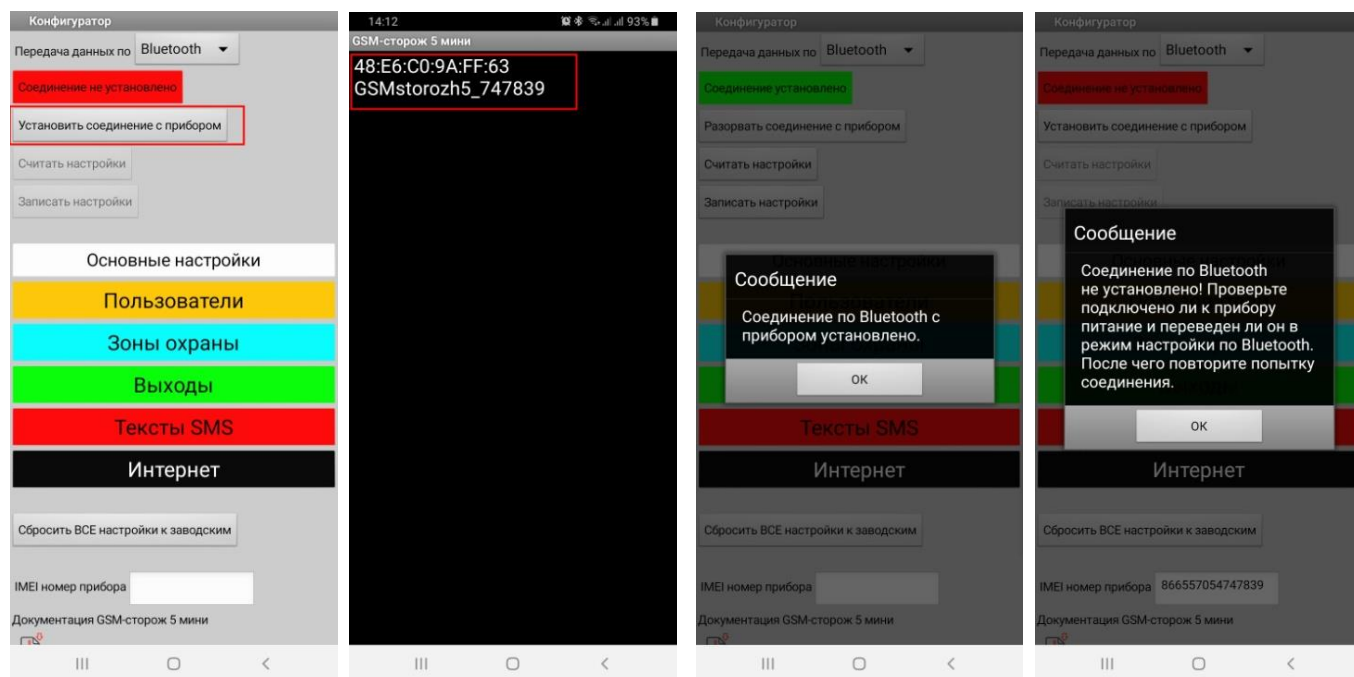 Конфигуратор
Передача данных по Bluetooth
Соединение не установлено
Установить соединение с прибором
Считать настройки
Записать настройки
Основные настройки
Пользователи
Зоны охраны
Выходы
Тексты SMS
Интернет
Сбросить ВСЕ настройки к заводским
IMEI номер прибора
Документация GSM-сторож 5 мини
14:12 93%
GSM-сторож 5 мини
48:E6:C0:9A:FF:63
GSMstorozh5_747839
Конфигуратор
Передача данных по Bluetooth
Соединение установлено
Разорвать соединение с прибором
Считать настройки
Записать настройки
Основные настройки
Пользователи
Сообщение
Соединение по Bluetooth с
прибором установлено.
ОК
Тексты SMS
Интернет
Сбросить ВСЕ настройки к заводским
IMEI номер прибора
Документация GSM-сторож 5 мини
Конфигуратор
Передача данных по Bluetooth
Соединение не установлено
Установить соединение с прибором
Считать настройки
Записать настройки
Сообщение
Соединение по Bluetooth
не установлено! Проверьте
подключено ли к прибору
питание и переведен ли он в
режим настройки по Bluetooth.
После чего повторите попытку
соединения.
ОК
Интернет
Сбросить ВСЕ настройки к заводским
IMEI номер прибора 866557054747839
Документация GSM-сторож 5 мини